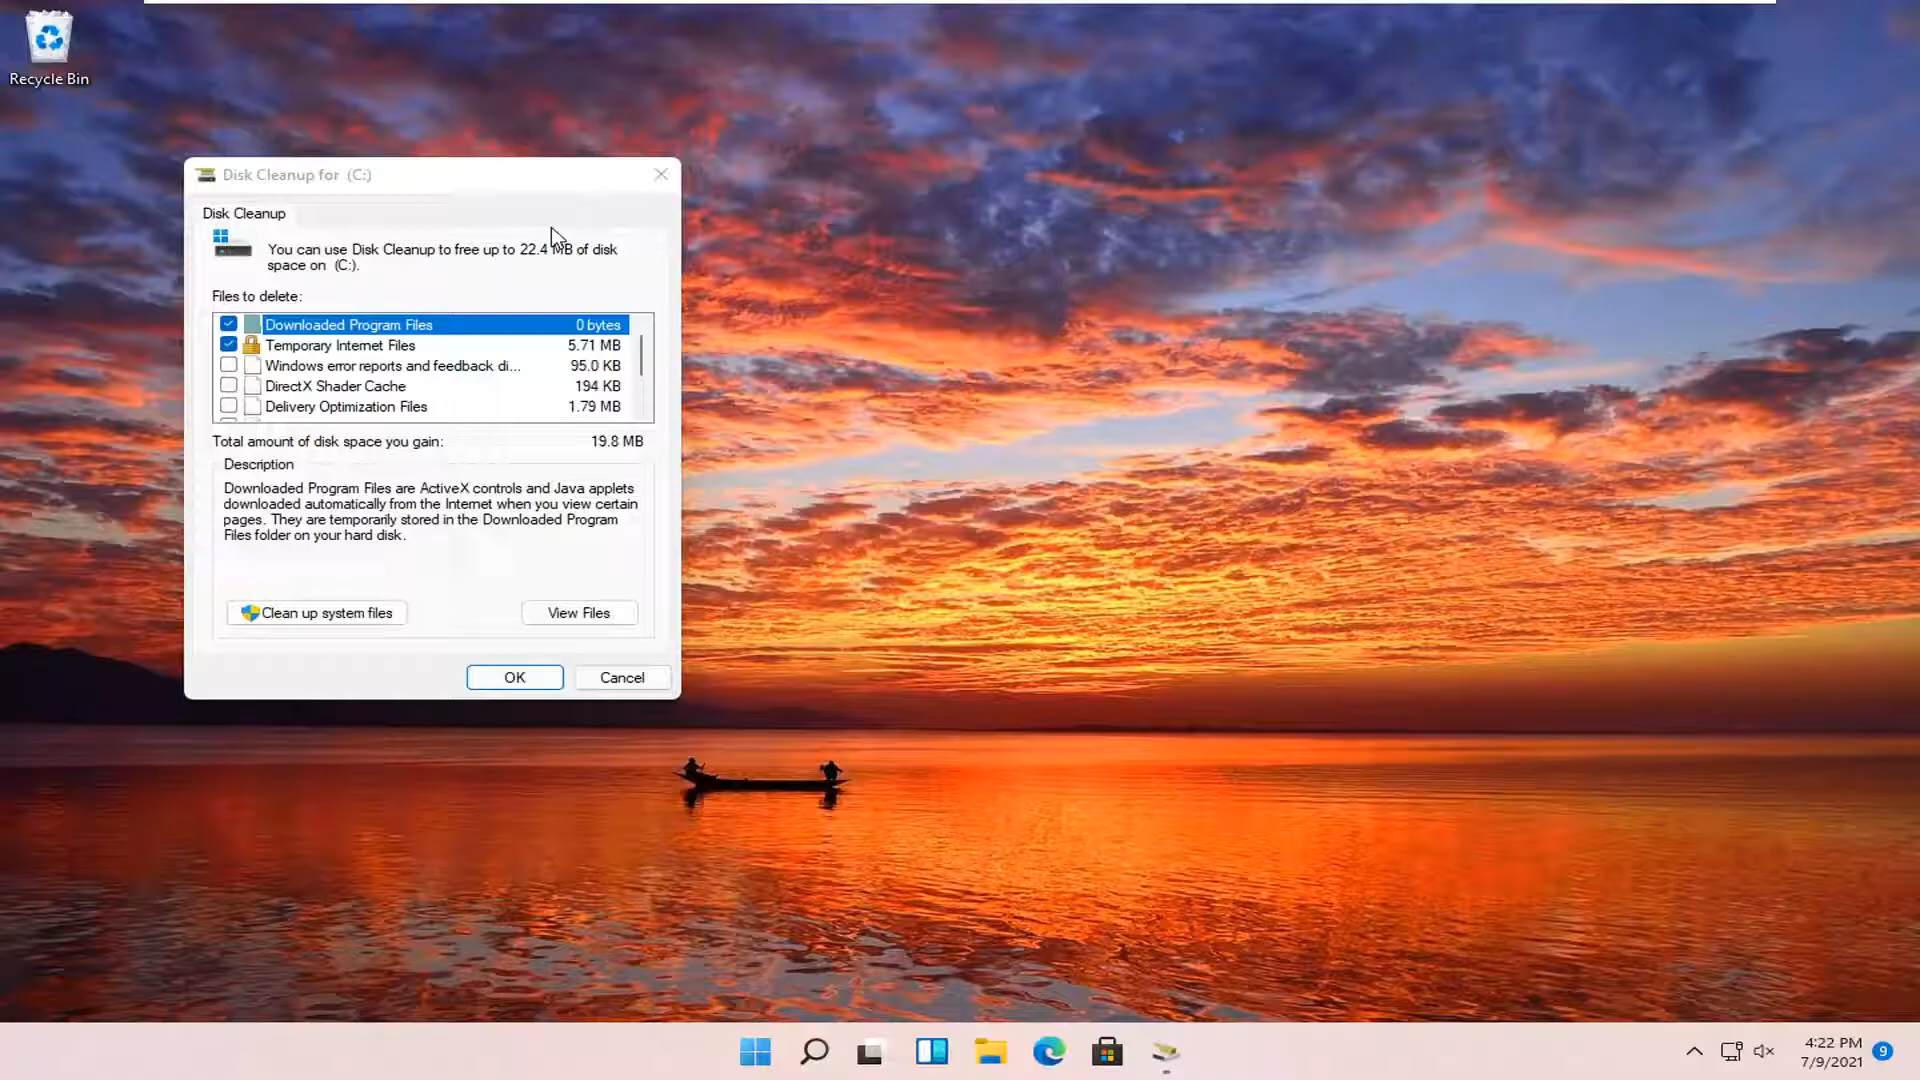 Recycle Bin
Disk Cleanup for  (C:)
Disk Cleanup
You can use Disk Cleanup to free up to 22.4 MB of disk
space on  (C:).
Files to delete:
Downloaded Program Files 0 bytes
Temporary Internet Files 5.71 MB
Windows error reports and feedback di... 95.0 KB
DirectX Shader Cache 194 KB
Delivery Optimization Files 1.79 MB
Total amount of disk space you gain: 19.8 MB
Description
Downloaded Program Files are ActiveX controls and Java applets
downloaded automatically from the Internet when you view certain
pages. They are temporarily stored in the Downloaded Program
Files folder on your hard disk.
Clean up system files View Files
OK Cancel
4:22 PM
7/9/2021 9